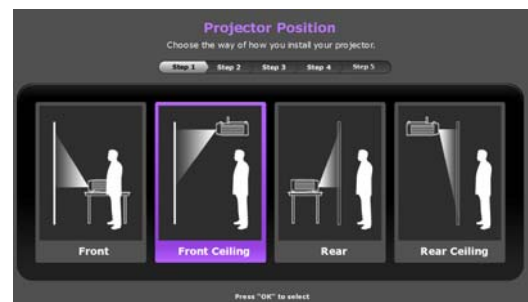 Projector Position
Choose the way of how you install your projector.
Step 1 Step 2 Step 3 Step 4 Step 5
Front Front Ceiling Rear Rear Ceiling
Press "OK" to select